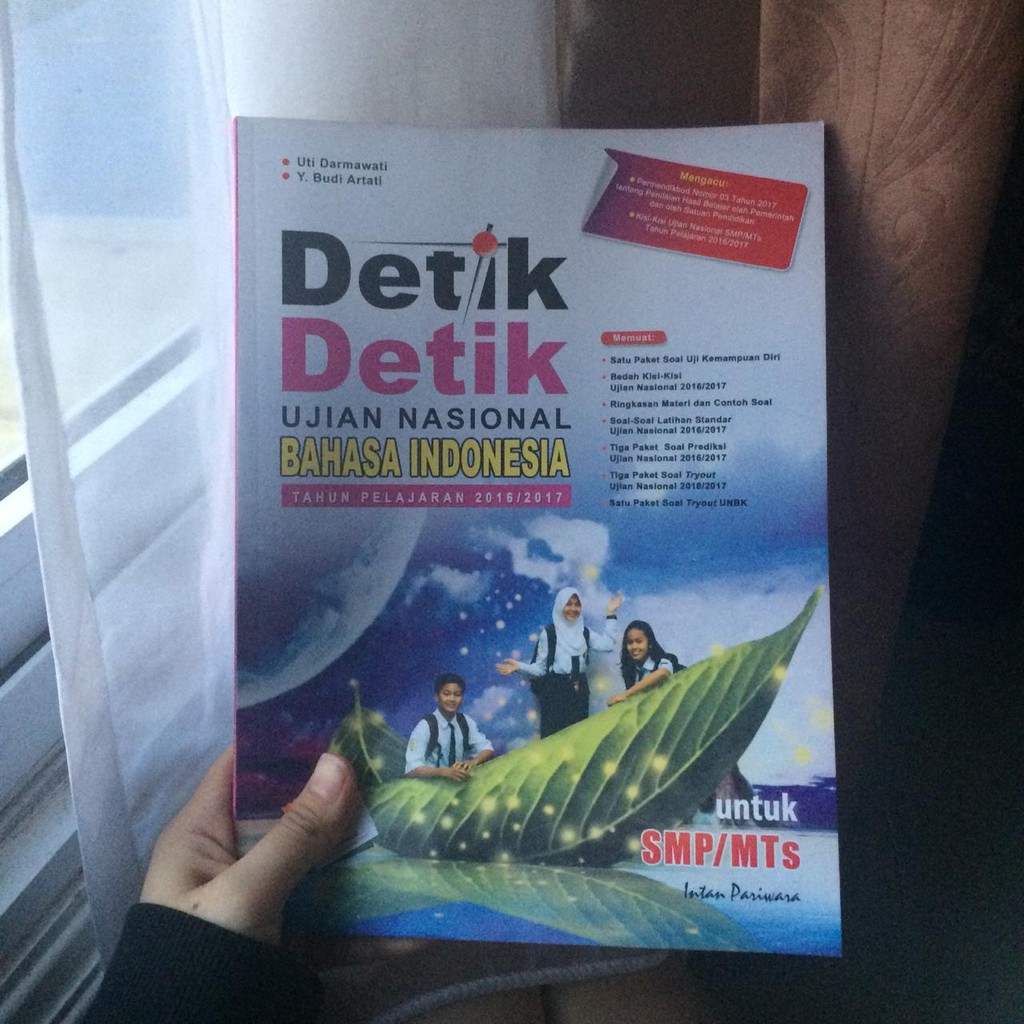 Uti Darmawati
Y. Budi Artati
Mengacu:
Permendikbud Nomor 03 Tahun 2017
tentang Penilaian Hasil Belajar oleh Pemerintah
dan oleh Satuan Pendidikan
Kisi-Kisi Ujian Nasional SMP/MTs
Tahun Pelajaran 2016/2017
Detik
Detik
UJIAN NASIONAL
BAHASA INDONESIA
TAHUN PELAJARAN 2016/2017
Memuat:
Satu Paket Soal Uji Kemampuan Diri
Bedah Kisi-Kisi
Ujian Nasional 2016/2017
Ringkasan Materi dan Contoh Soal
Soal-Soal Latihan Standar
Ujian Nasional 2016/2017
Tiga Paket Soal Prediksi
Ujian Nasional 2016/2017
Tiga Paket Soal Tryout
Ujian Nasional 2016/2017
Satu Paket Soal Tryout UNBK
untuk
SMP/MTs
Intan Pariwara